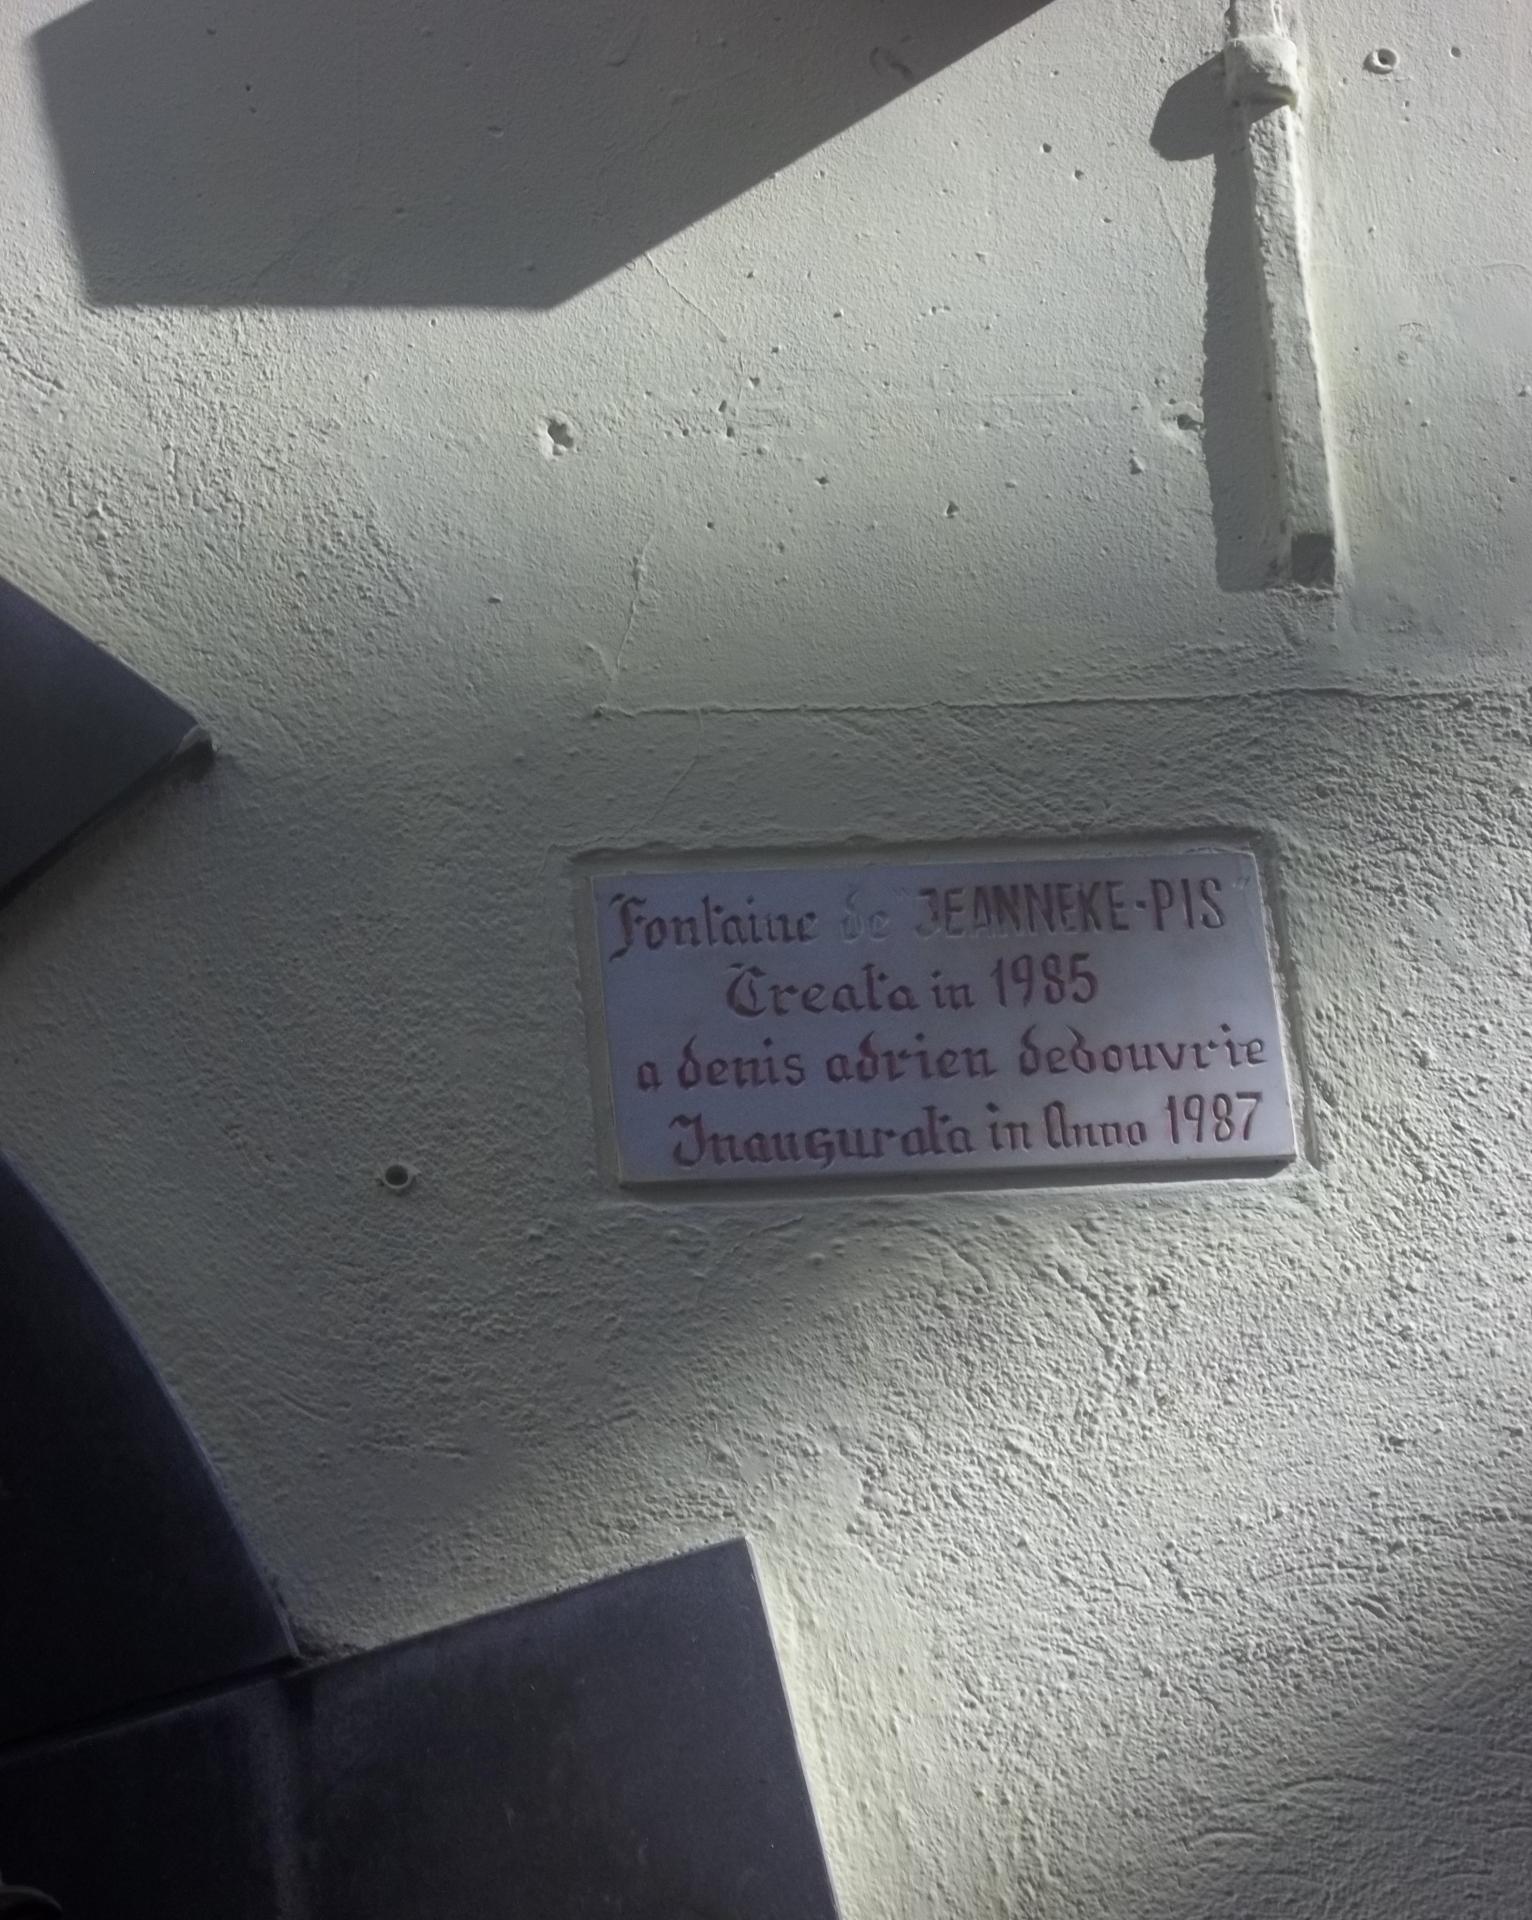 Fontaine de "JEANNEKE-PIS"
Creata in 1985
a denis adrien debouvrie
Inaugurata in Anno 1987